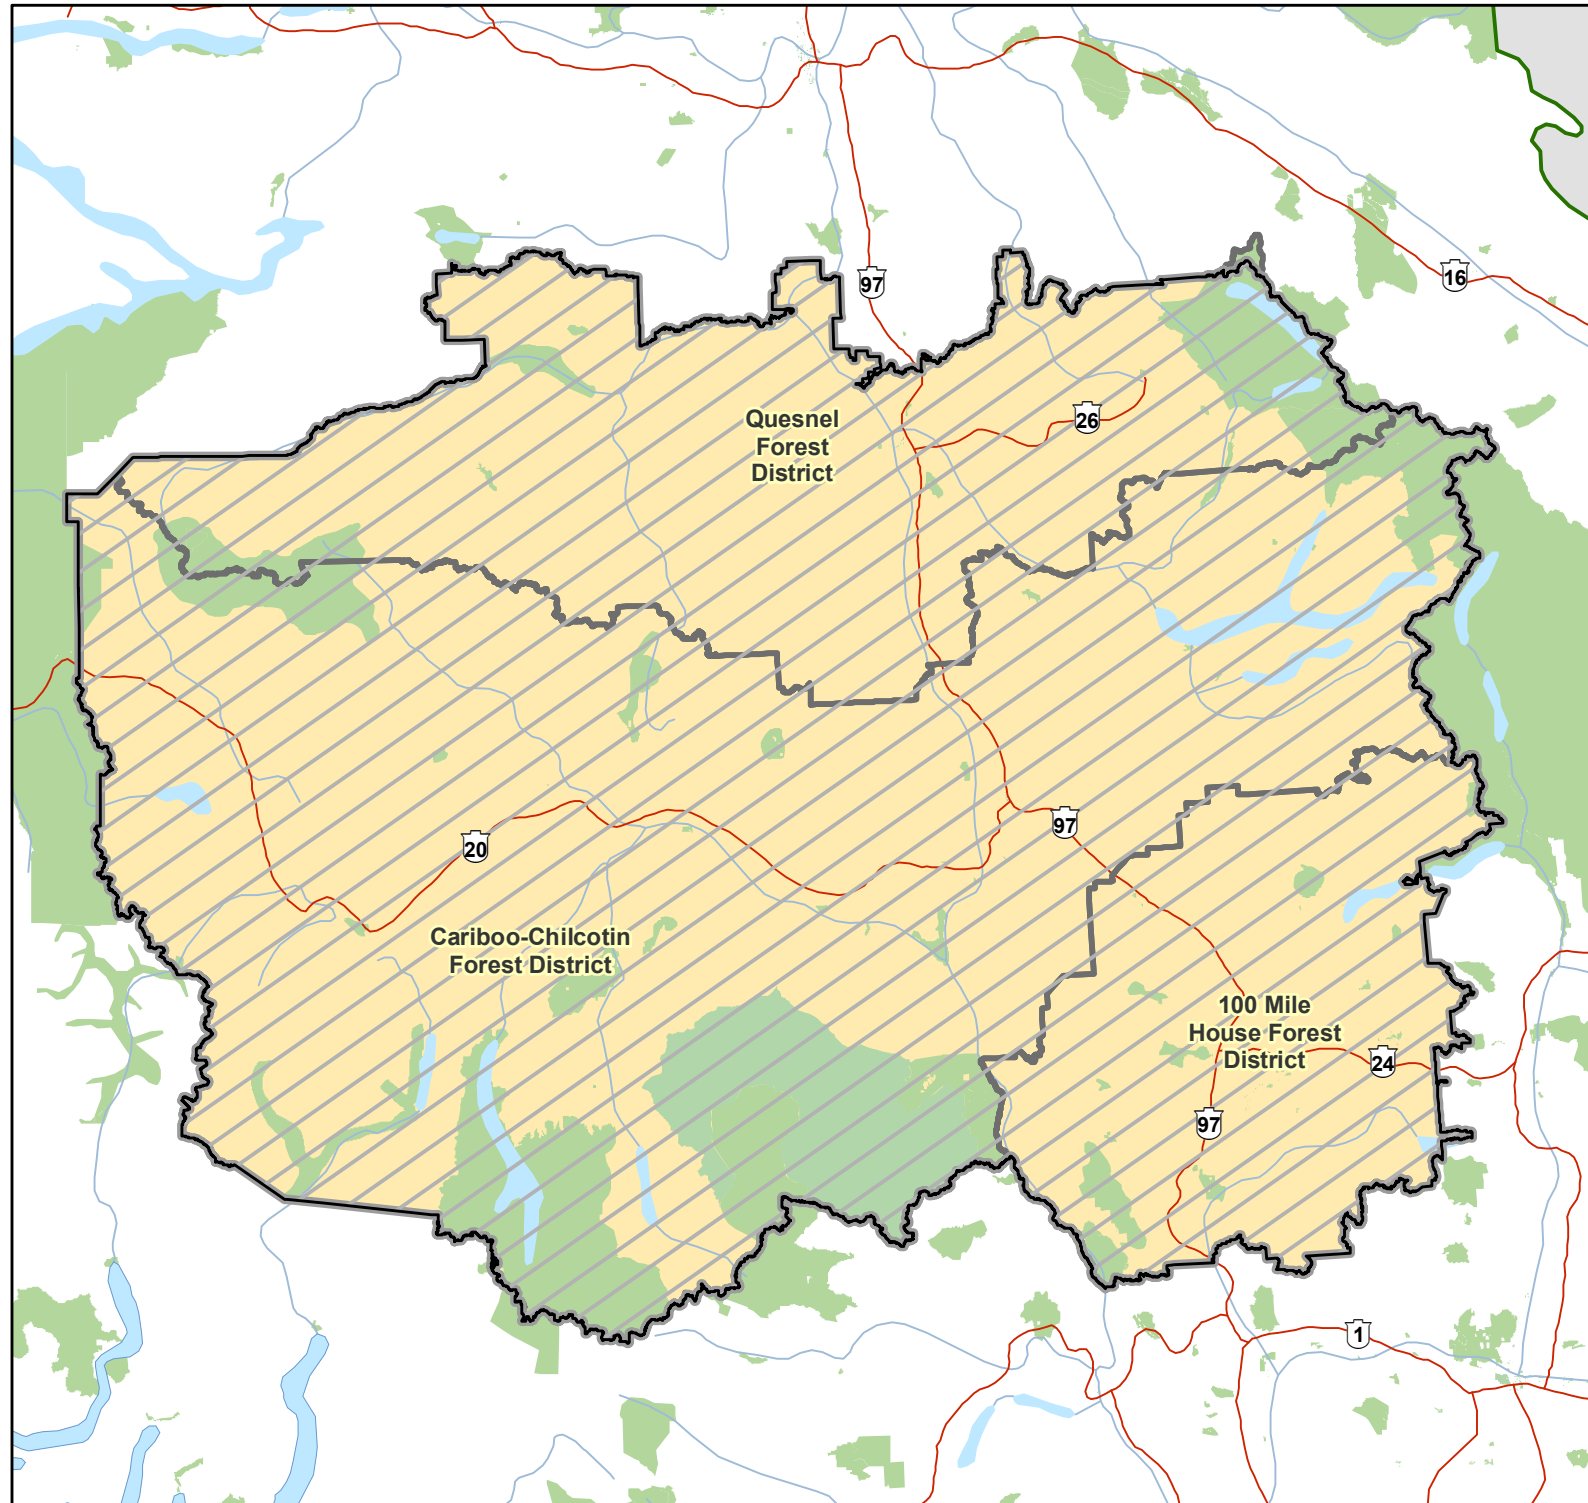 97
16
Quesnel
Forest
District
26
97
20
Cariboo-Chilcotin
Forest District
100 Mile
House Forest
District
24
97
1